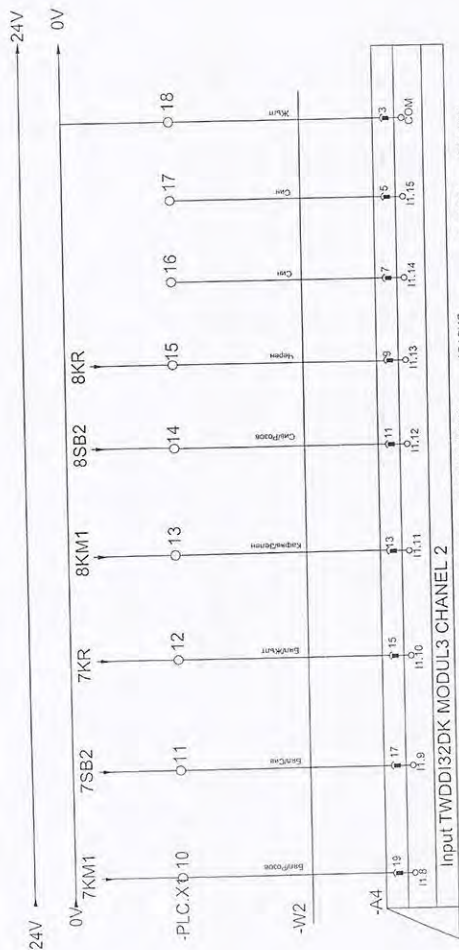 24V
24V
0V
0V
7KM1
7SB2
7KR
8KM1
8SB2
8KR
-PLC.X1
10
11
12
13
14
15
16
17
18
Бял/Розов
Бял/Син
Бял/Жълт
Кафяв/Зелен
Сив/Розов
Черен
Син
Жълт
-W2
-A4
19
17
15
13
11
9
7
5
3
I1.8
I1.9
I1.10
I1.11
I1.12
I1.13
I1.14
I1.15
COM
Input TWDDI32DK MODUL3 CHANEL 2